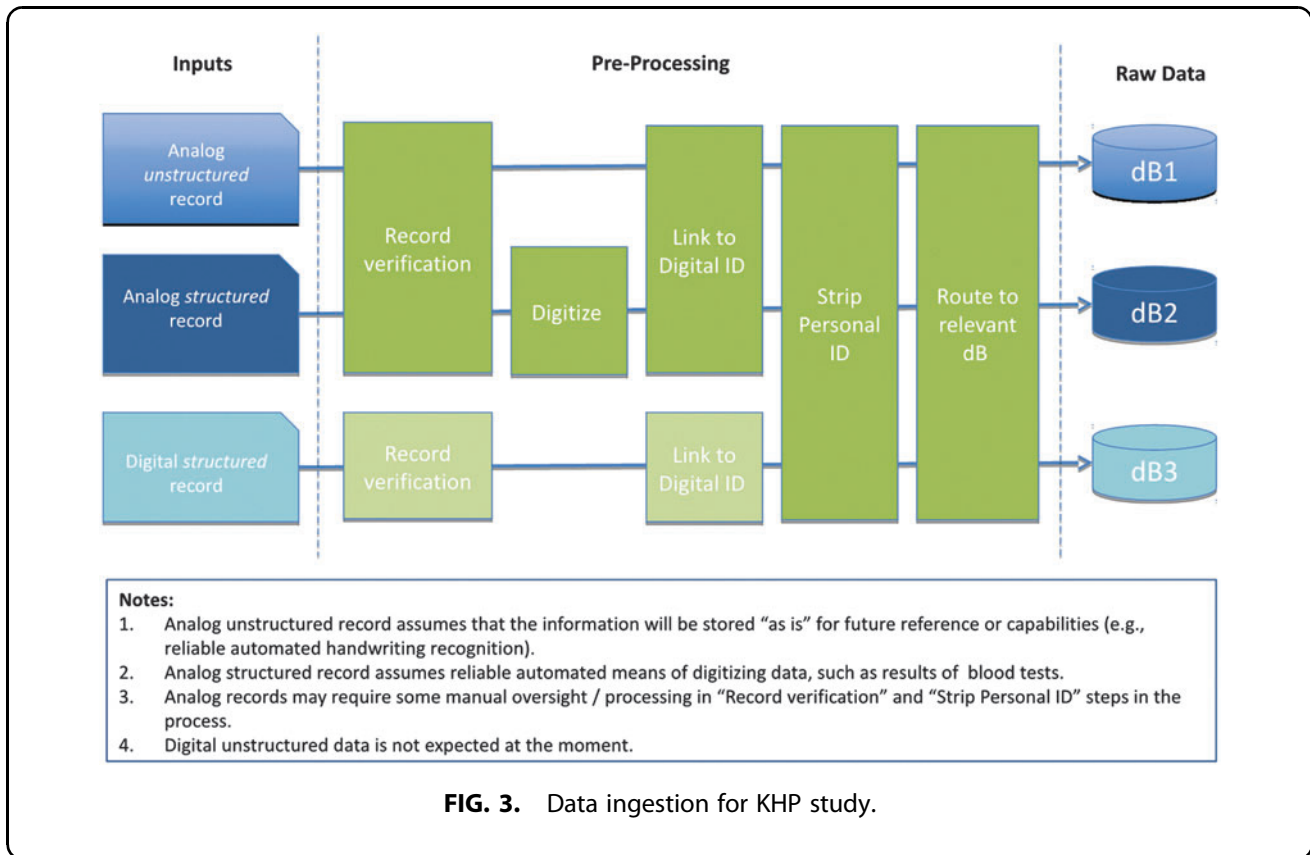 Inputs
Pre-Processing
Raw Data
Analog
unstructured
record
Record
verification
Link to
Digital ID
Strip
Personal
ID
Route to
relevant
dB
dB1
Analog structured
record
Digitize
dB2
Digital structured
record
Record
verification
Link to
Digital ID
dB3
Notes:
1. Analog unstructured record assumes that the information will be stored “as is” for future reference or capabilities (e.g.,
reliable automated handwriting recognition).
2. Analog structured record assumes reliable automated means of digitizing data, such as results of blood tests.
3. Analog records may require some manual oversight / processing in “Record verification” and “Strip Personal ID” steps in the
process.
4. Digital unstructured data is not expected at the moment.
FIG. 3. Data ingestion for KHP study.